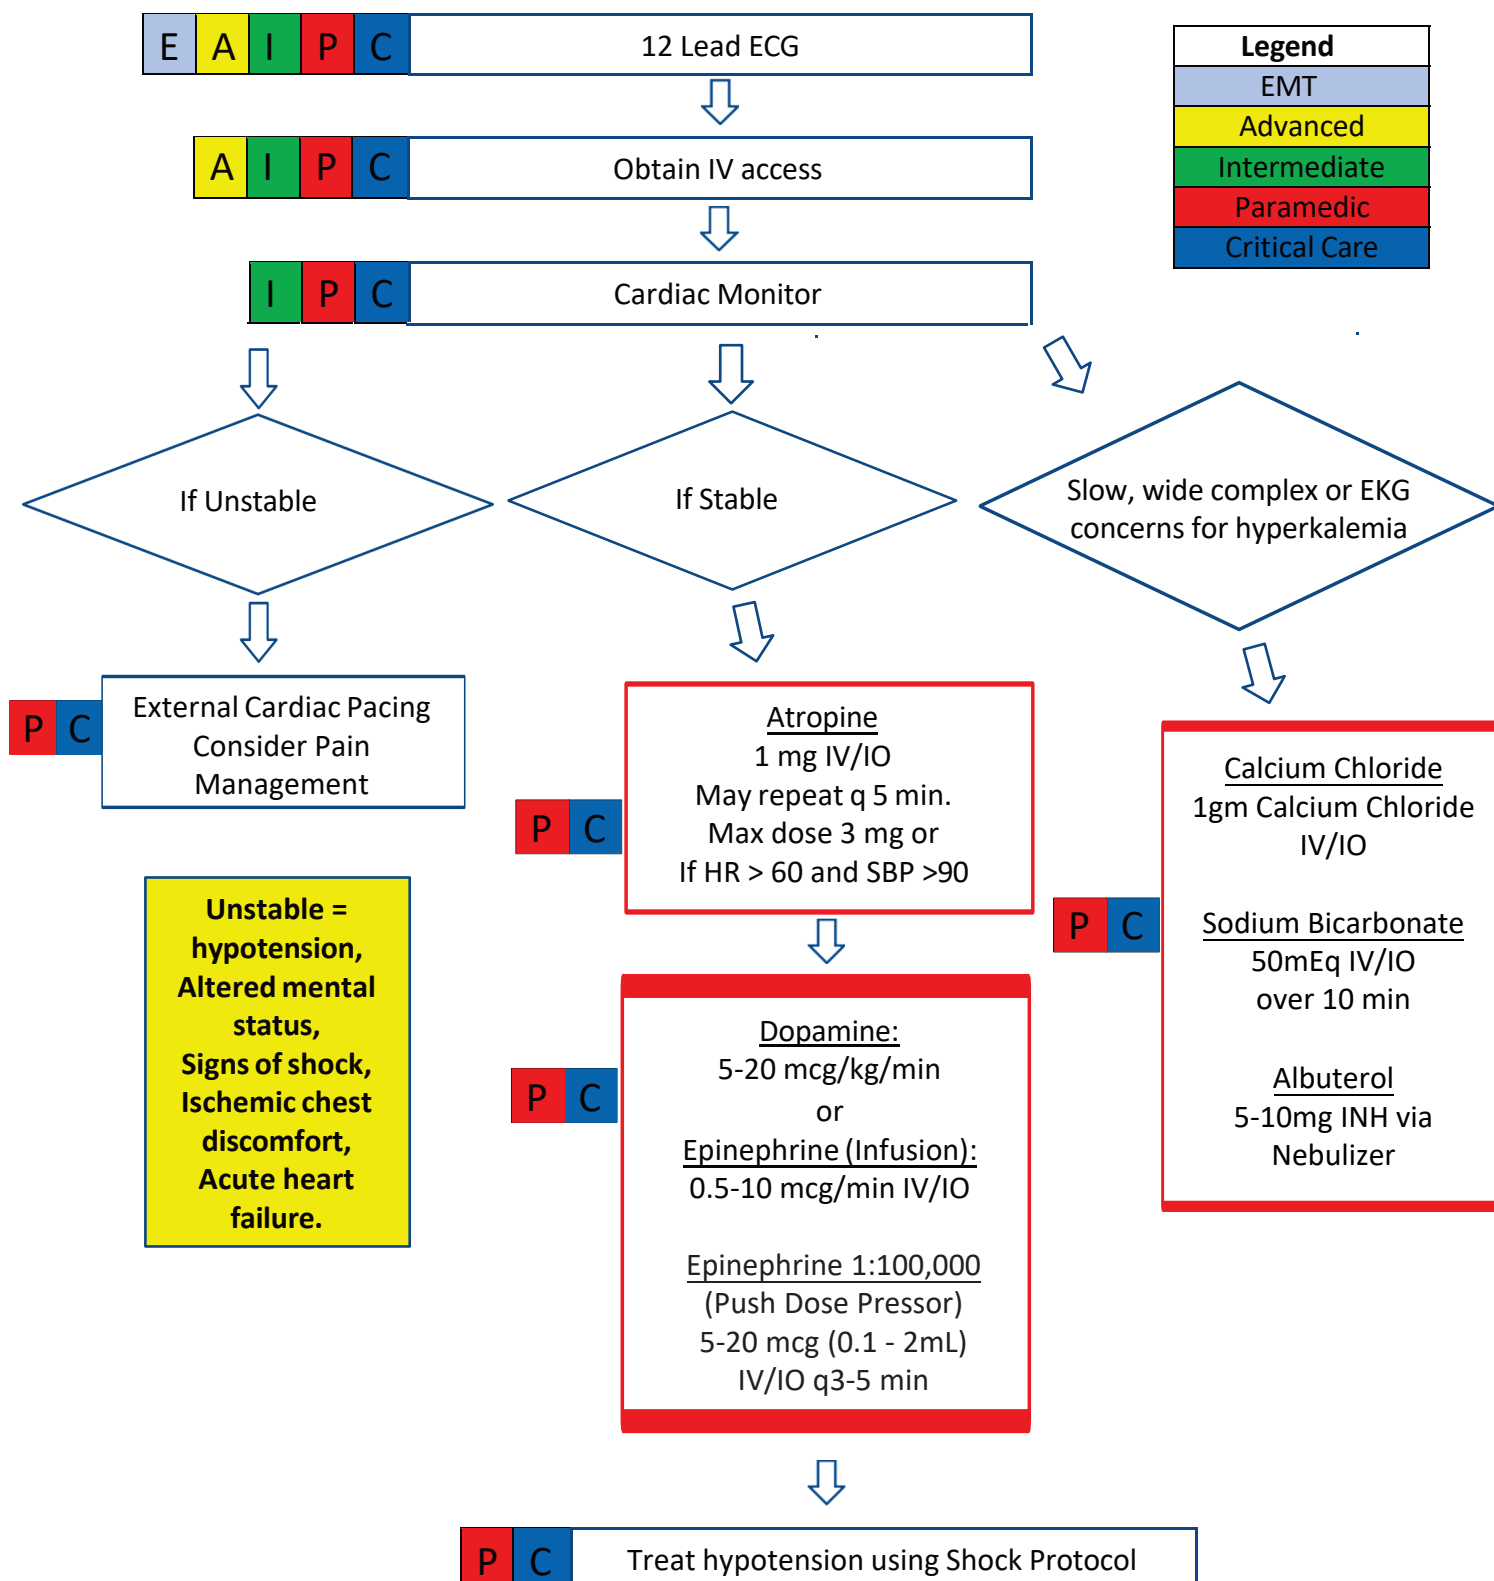 E A I P C 12 Lead ECG
Legend
EMT
Advanced
Intermediate
Paramedic
Critical Care
A I P C Obtain IV access
I P C Cardiac Monitor
If Unstable
If Stable
Slow, wide complex or EKG
concerns for hyperkalemia
P C
External Cardiac Pacing
Consider Pain
Management
Unstable =
hypotension,
Altered mental
status,
Signs of shock,
Ischemic chest
discomfort,
Acute heart
failure.
P C
Atropine
1 mg IV/IO
May repeat q 5 min.
Max dose 3 mg or
If HR > 60 and SBP >90
P C
Dopamine:
5-20 mcg/kg/min
or
Epinephrine (Infusion):
0.5-10 mcg/min IV/IO
Epinephrine 1:100,000
(Push Dose Pressor)
5-20 mcg (0.1 - 2mL)
IV/IO q3-5 min
P C
Calcium Chloride
1gm Calcium Chloride
IV/IO
Sodium Bicarbonate
50mEq IV/IO
over 10 min
Albuterol
5-10mg INH via
Nebulizer
P C Treat hypotension using Shock Protocol